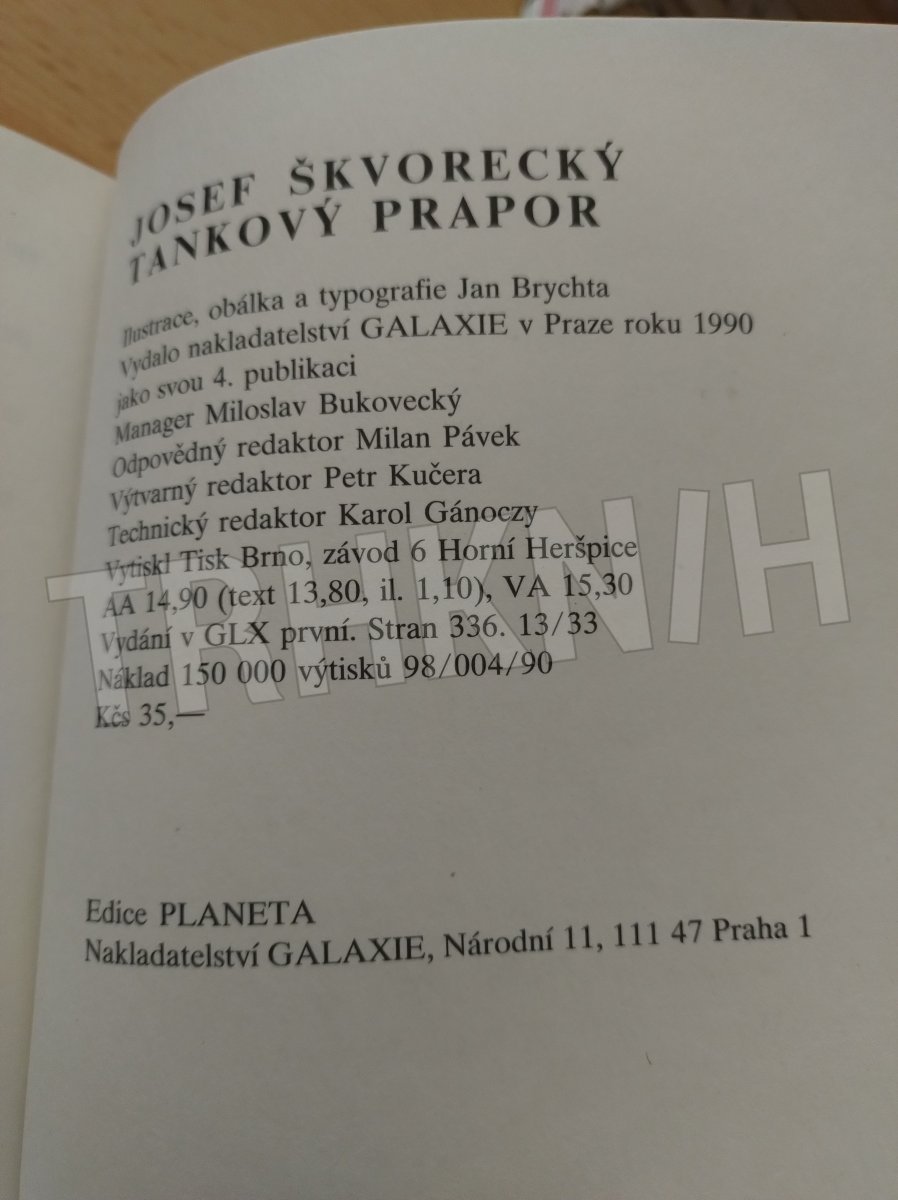 JOSEF ŠKVORECKÝ
TANKOVÝ PRAPOR
Ilustrace, obálka a typografie Jan Brychta
Vydalo nakladatelství GALAXIE v Praze roku 1990
jako svou 4. publikaci
Manager Miloslav Bukovecký
Odpovědný redaktor Milan Pávek
Výtvarný redaktor Petr Kučera
Technický redaktor Karol Gánoczy
Vytiskl Tisk Brno, závod 6 Horní Heršpice
AA 14,90 (text 13,80, il. 1,10), VA 15,30
Vydání v GLX první. Stran 336. 13/33
Náklad 150 000 výtisků 98/004/90
Kčs 35,—
TRHKN/H
Edice PLANETA
Nakladatelství GALAXIE, Národní 11, 111 47 Praha 1